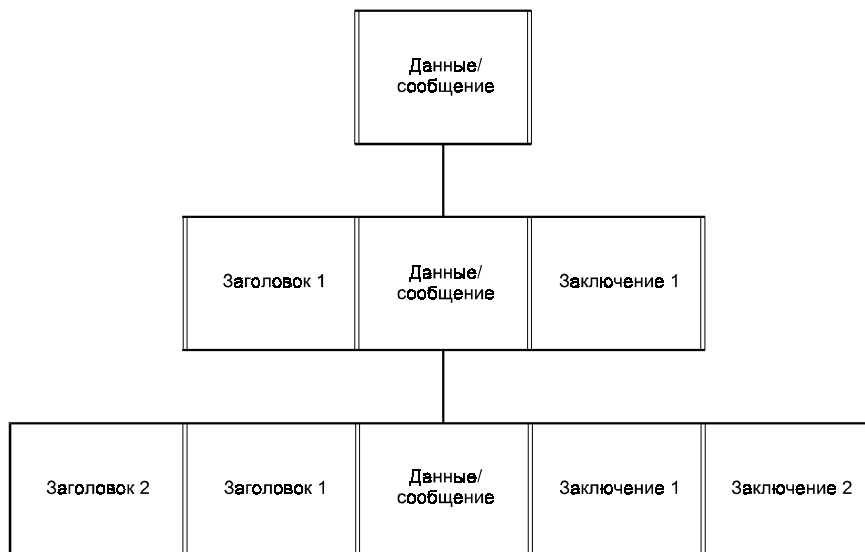 Данные/
сообщение
Заголовок 1
Данные/
сообщение
Заключение 1
Заголовок 2
Заголовок 1
Данные/
сообщение
Заключение 1
Заключение 2